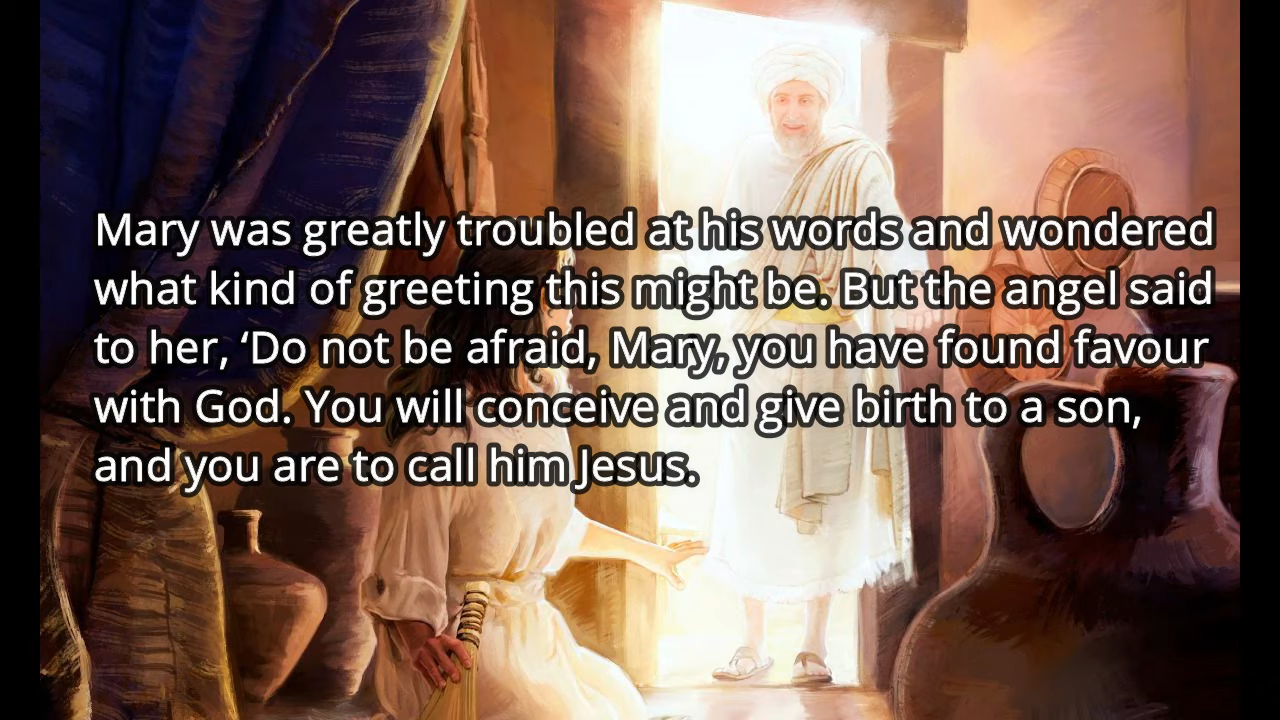 Mary was greatly troubled at his words and wondered
what kind of greeting this might be. But the angel said
to her, ‘Do not be afraid, Mary, you have found favour
with God. You will conceive and give birth to a son,
and you are to call him Jesus.